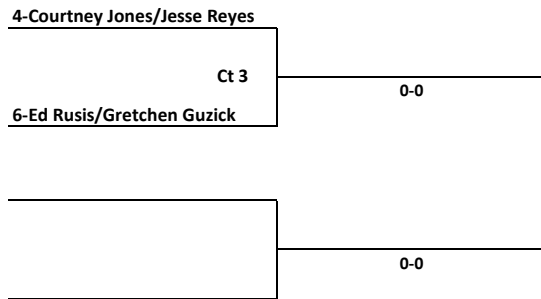 4-Courtney Jones/Jesse Reyes
Ct 3
0-0
6-Ed Rusis/Gretchen Guzick
0-0